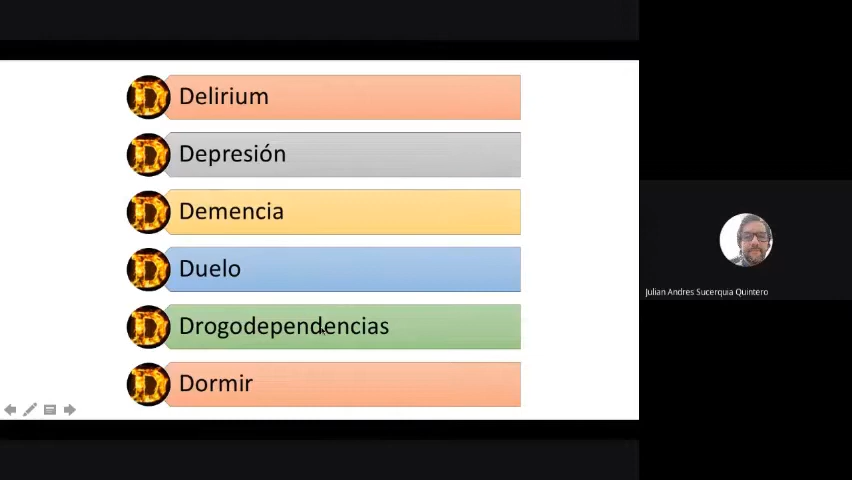 D Delirium
D Depresión
D Demencia
D Duelo
D Drogodependencias
D Dormir
Julian Andres Sucerquia Quintero